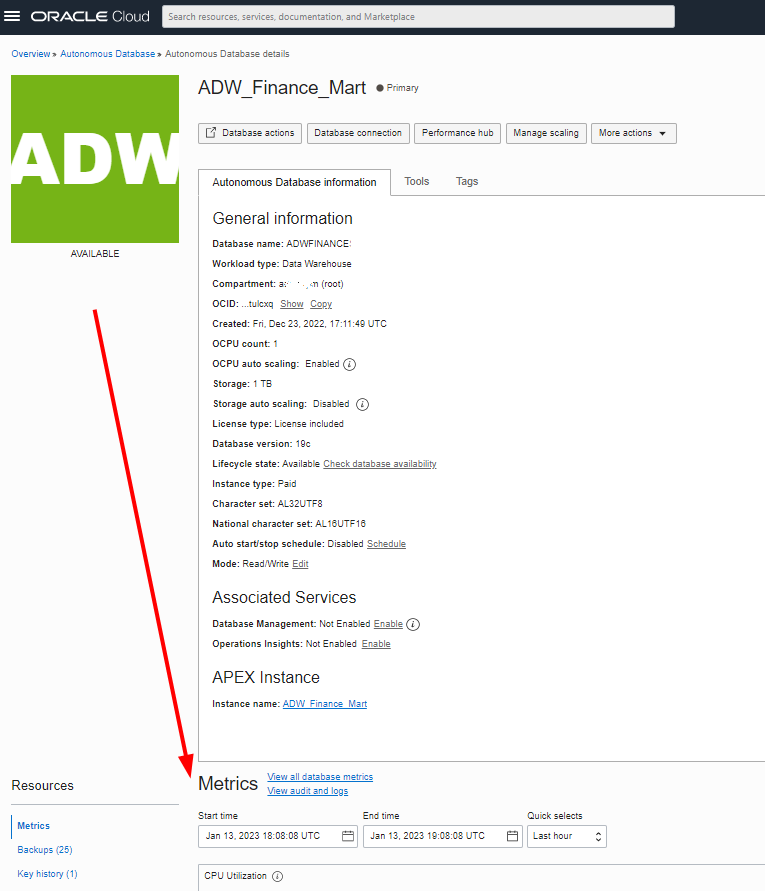 ORACLE Cloud
Search resources, services, documentation, and Marketplace
Overview » Autonomous Database » Autonomous Database details
ADW
AVAILABLE
ADW_Finance_Mart Primary
Database actions Database connection Performance hub Manage scaling More actions
Autonomous Database information Tools Tags
General information
Database name: ADWFINANCE
Workload type: Data Warehouse
Compartment: (root)
OCID: ...tulcxq Show Copy
Created: Fri, Dec 23, 2022, 17:11:49 UTC
OCPU count: 1
OCPU auto scaling: Enabled i
Storage: 1 TB
Storage auto scaling: Disabled i
License type: License included
Database version: 19c
Lifecycle state: Available Check database availability
Instance type: Paid
Character set: AL32UTF8
National character set: AL16UTF16
Auto start/stop schedule: Disabled Schedule
Mode: Read/Write Edit
Associated Services
Database Management: Not Enabled Enable i
Operations Insights: Not Enabled Enable
APEX Instance
Instance name: ADW_Finance_Mart
Resources
Metrics
Backups (25)
Key history (1)
Metrics View all database metrics
View audit and logs
Start time End time Quick selects
Jan 13, 2023 18:08:08 UTC Jan 13, 2023 19:08:08 UTC Last hour
CPU Utilization i